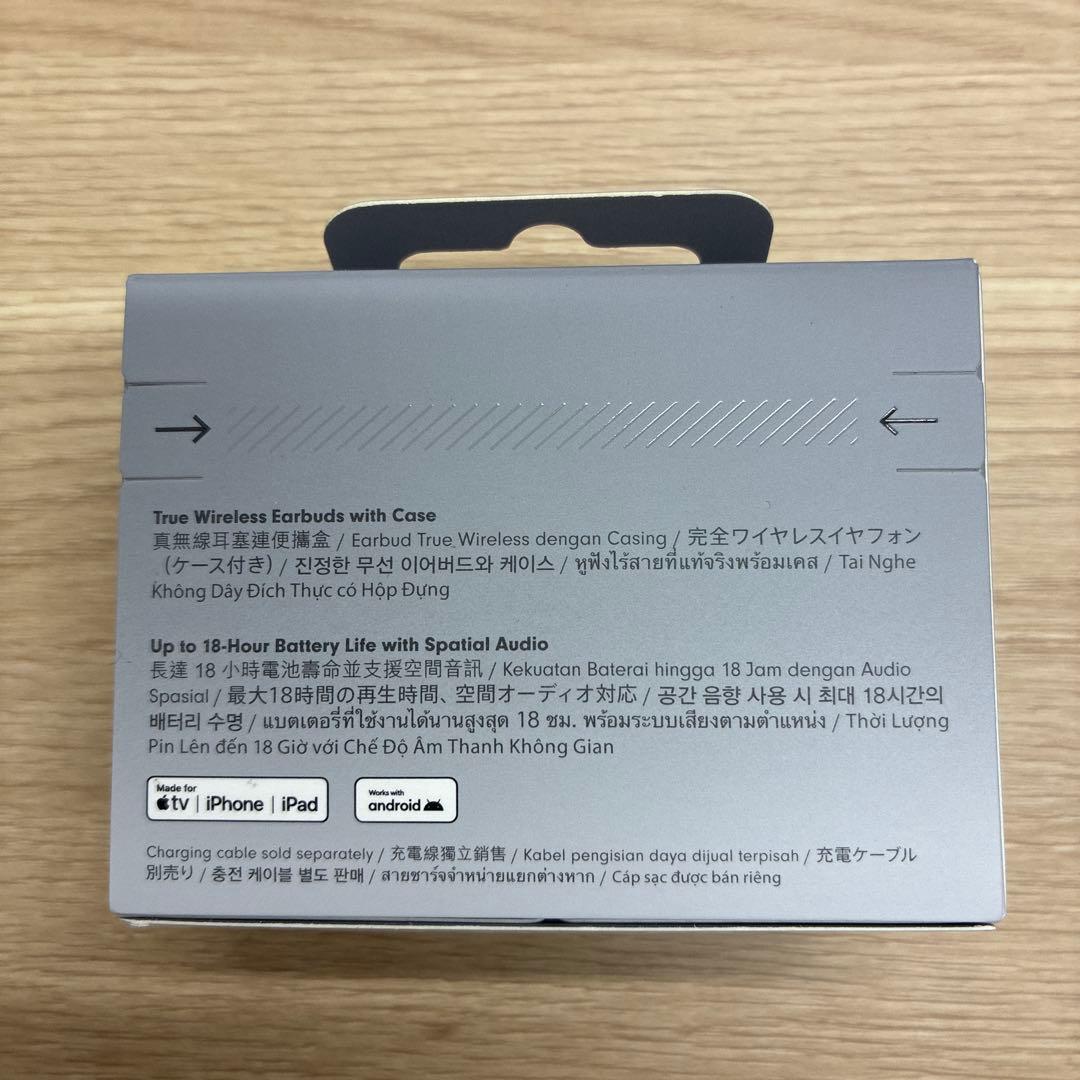 True Wireless Earbuds with Case
真無線耳塞連便攜盒 / Earbud True Wireless dengan Casing / 完全ワイヤレスイヤフォン
（ケース付き）/ 진정한 무선 이어버드와 케이스 / หูฟังไร้สายที่แท้จริงพร้อมเคส / Tai Nghe
Không Dây Đích Thực có Hộp Đựng
Up to 18-Hour Battery Life with Spatial Audio
長達 18 小時電池壽命並支援空間音訊 / Kekuatan Baterai hingga 18 Jam dengan Audio
Spasial / 最大18時間の再生時間、空間オーディオ対応 / 공간 음향 사용 시 최대 18시간의
배터리 수명 / แบตเตอรี่ที่ใช้งานได้นานสูงสุด 18 ชม. พร้อมระบบเสียงตามตำแหน่ง / Thời Lượng
Pin Lên đến 18 Giờ với Chế Độ Âm Thanh Không Gian
Made for
tv | iPhone | iPad
Works with
android
Charging cable sold separately / 充電線獨立銷售 / Kabel pengisian daya dijual terpisah / 充電ケーブル
別売り / 충전 케이블 별도 판매 / สายชาร์จจำหน่ายแยกต่างหาก / Cáp sạc được bán riêng